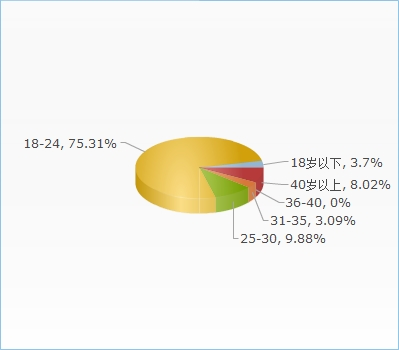 18-24, 75.31%
18岁以下, 3.7%
40岁以上, 8.02%
36-40, 0%
31-35, 3.09%
25-30, 9.88%